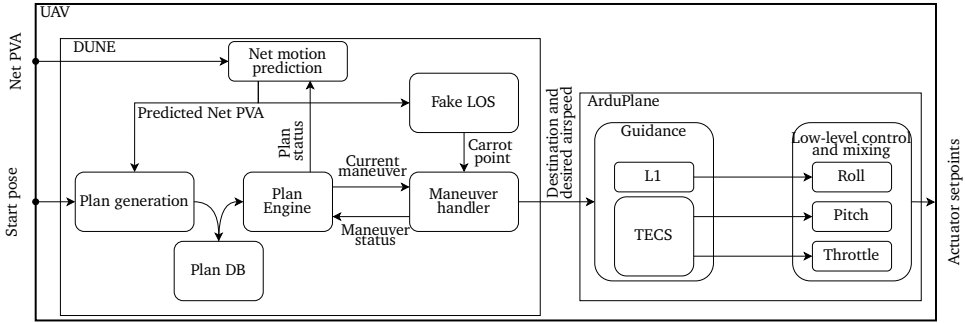 UAV
Net PVA
DUNE
Net motion
prediction
Predicted Net PVA
Plan
status
Fake LOS
Carrot
point
Current
maneuver
Start pose
Plan generation
Plan
Engine
Maneuver
handler
Maneuver
status
Plan DB
Destination and
desired airspeed
ArduPlane
Guidance
L1
TECS
Low-level control
and mixing
Roll
Pitch
Throttle
Actuator setpoints